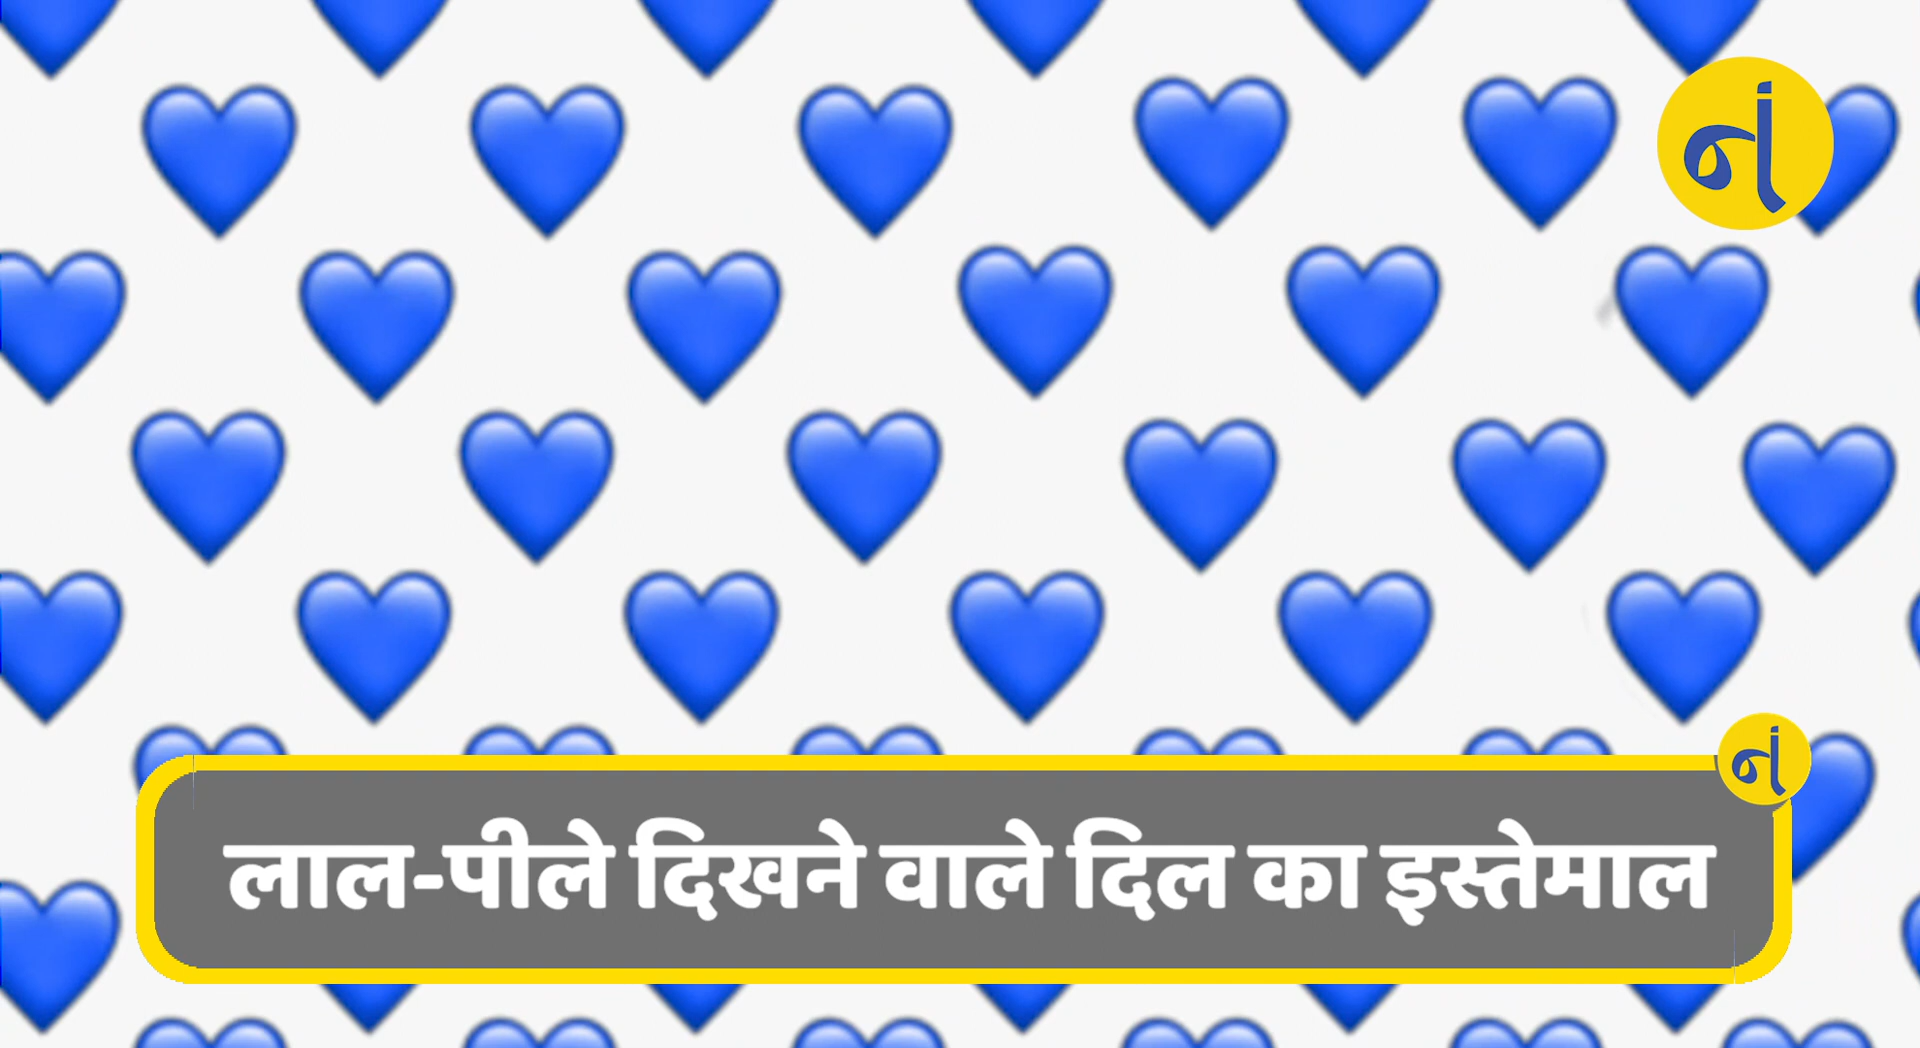 નાં
लाल-पीले दिखने वाले दिल का इस्तेमाल
નાં